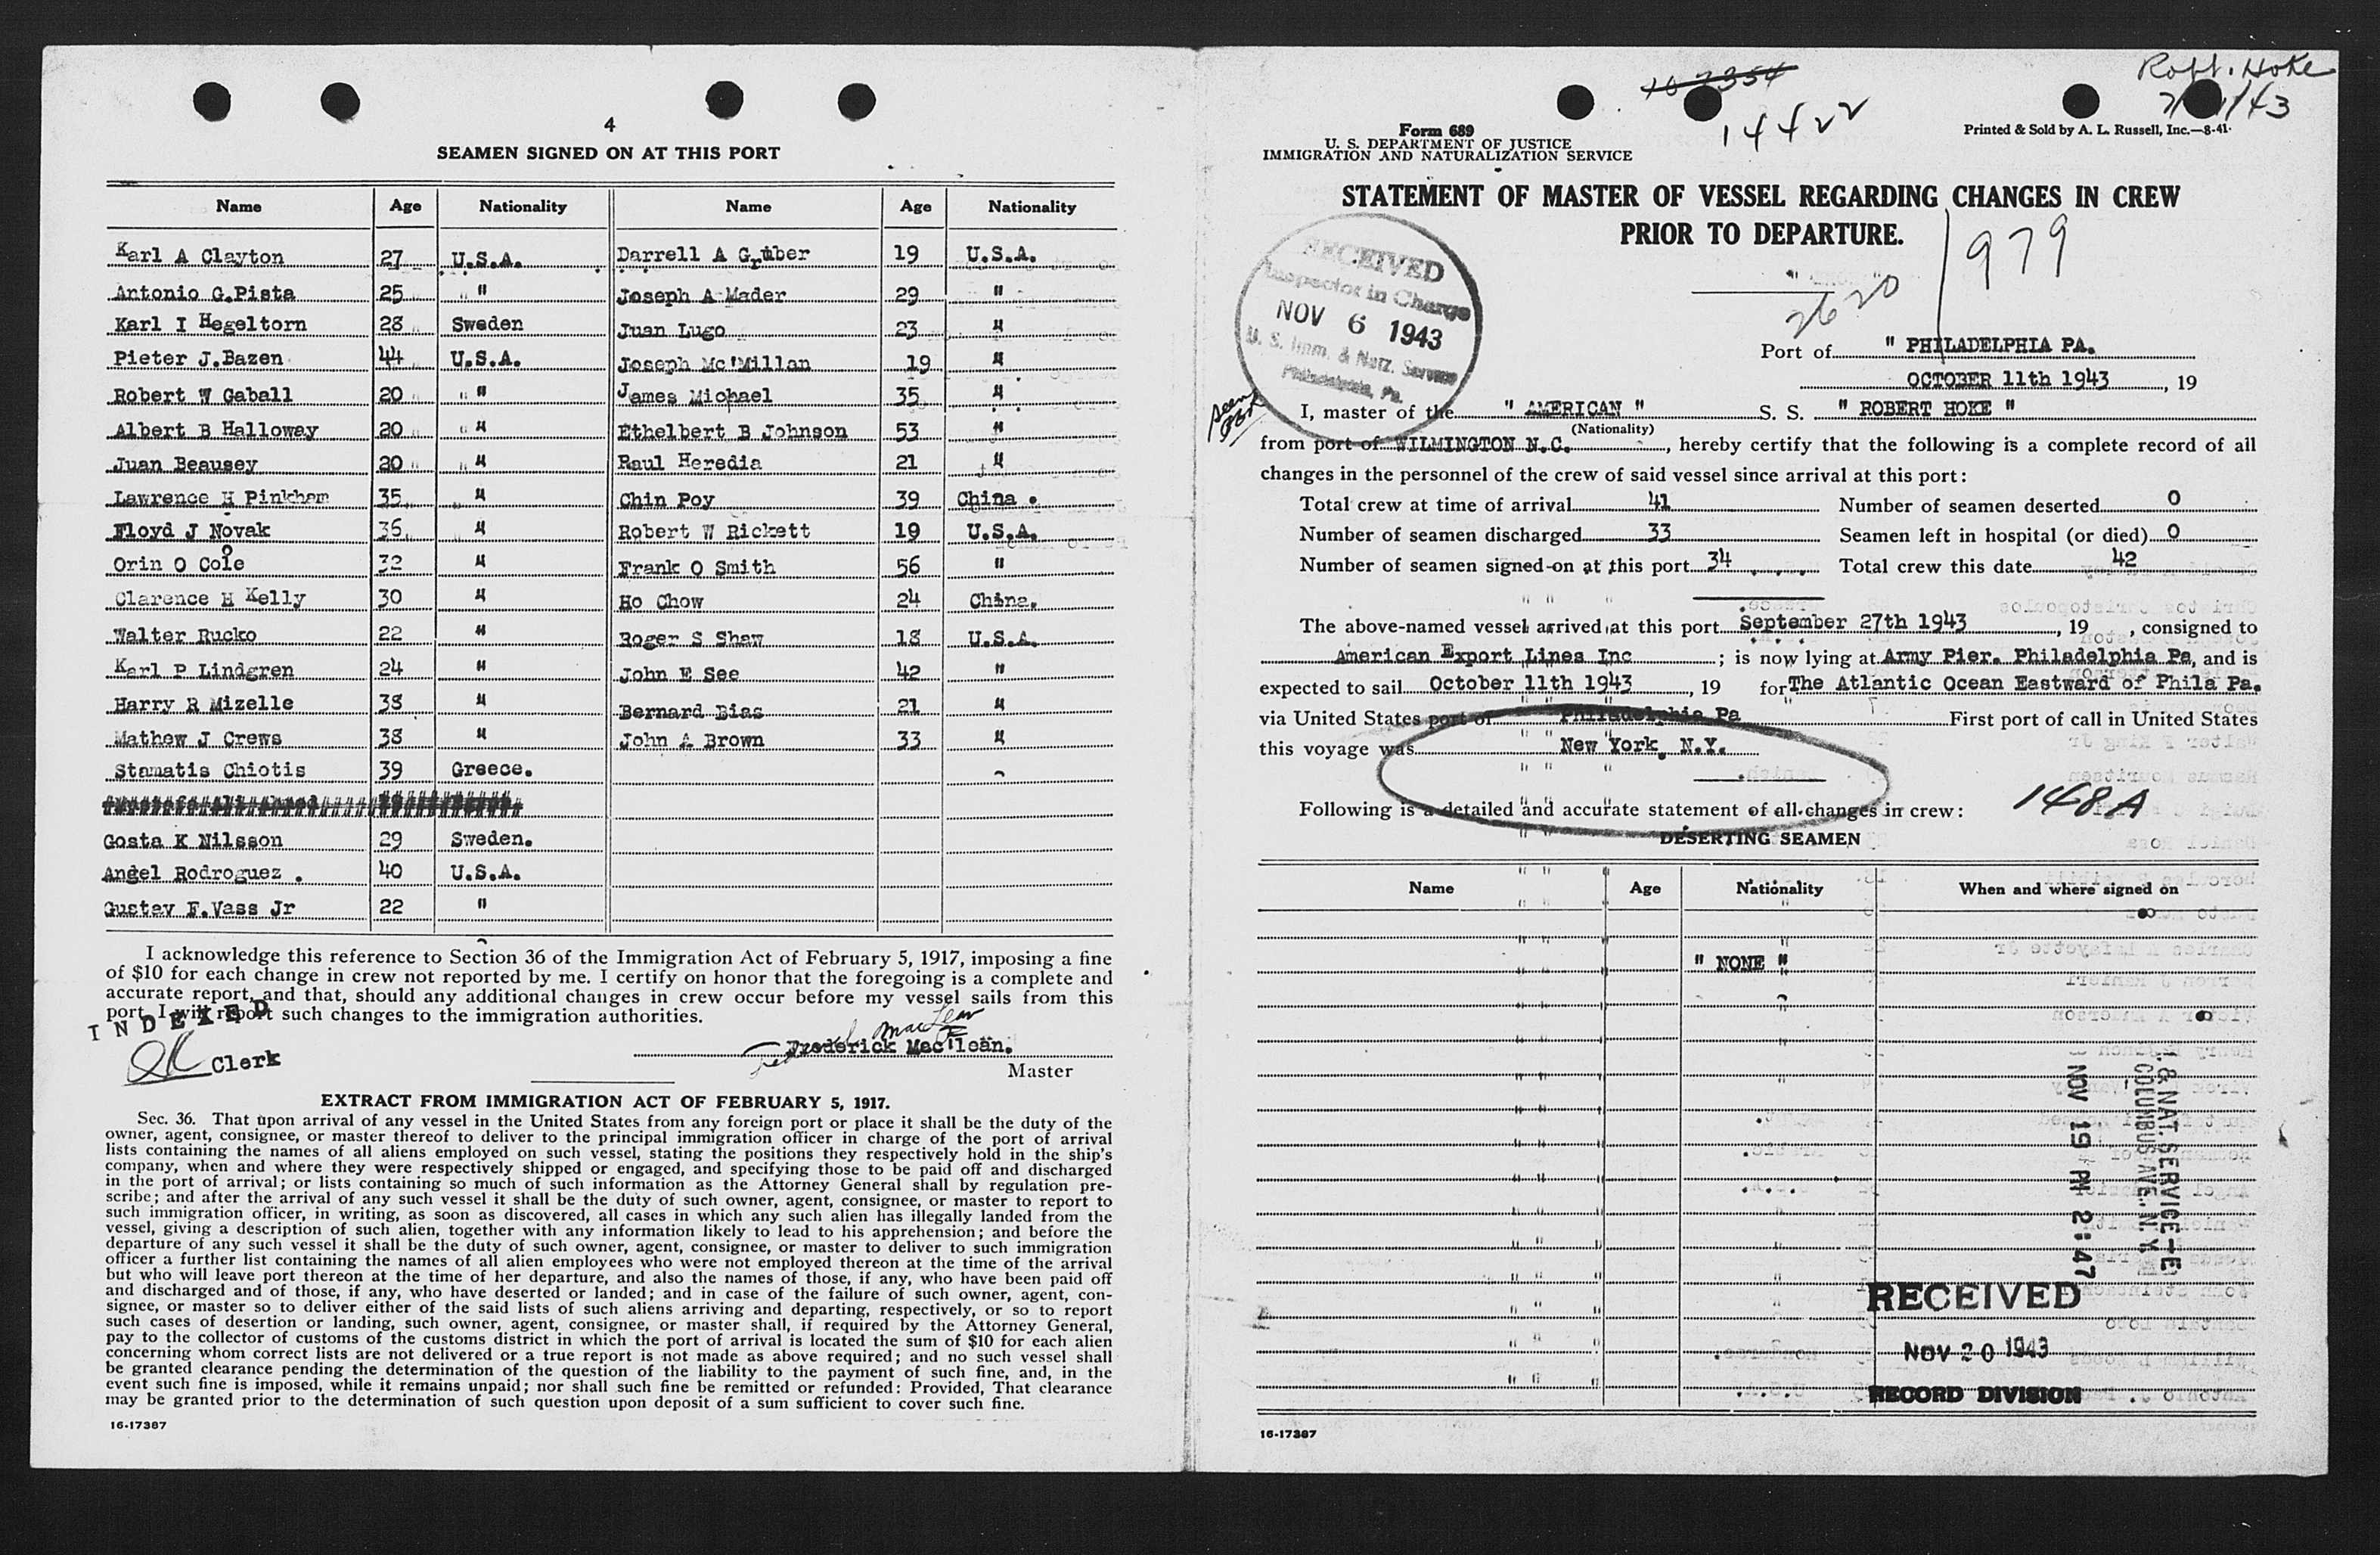 4
SEAMEN SIGNED ON AT THIS PORT
Name Age Nationality Name Age Nationality
Karl A Clayton 27 U.S.A. Darrell A Gruber 19 U.S.A.
Antonio G.Pista 25 " Joseph A Mader 29 "
Karl I Hegeltorn 28 Sweden Juan Lugo 23 "
Pieter J.Bazen 44 U.S.A. Joseph Mc'Millan 19 "
Robert W Gaball 20 " James Michael 35 "
Albert B Halloway 20 " Ethelbert B Johnson 53 "
Juan Beausey 20 " Raul Heredia 21 "
Lawrence H Pinkham 35 " Chin Poy 39 China .
Floyd J Novak 36 " Robert W Rickett 19 U.S.A.
Orin O Cole 32 " Frank O Smith 56 "
Clarence H Kelly 30 " Ho Chow 24 China.
Walter Rucko 22 " Roger S Shaw 18 U.S.A.
Karl P Lindgren 24 " John E See 42 "
Harry R Mizelle 38 " Bernard Bias 21 "
Mathew J Crews 38 " John A Brown 33 "
Stamatis Chiotis 39 Greece.
Gosta K Nilsson 29 Sweden.
Angel Rodroguez . 40 U.S.A.
Gustav F.Vass Jr 22 "
I acknowledge this reference to Section 36 of the Immigration Act of February 5, 1917, imposing a fine
of $10 for each change in crew not reported by me. I certify on honor that the foregoing is a complete and
accurate report, and that, should any additional changes in crew occur before my vessel sails from this
port, I will report such changes to the immigration authorities.
INDEXED
Clerk
Frederick MacLean
Frederick Mac'lean.
Master
EXTRACT FROM IMMIGRATION ACT OF FEBRUARY 5, 1917.
Sec. 36. That upon arrival of any vessel in the United States from any foreign port or place it shall be the duty of the
owner, agent, consignee, or master thereof to deliver to the principal immigration officer in charge of the port of arrival
lists containing the names of all aliens employed on such vessel, stating the positions they respectively hold in the ship's
company, when and where they were respectively shipped or engaged, and specifying those to be paid off and discharged
in the port of arrival; or lists containing so much of such information as the Attorney General shall by regulation pre-
scribe; and after the arrival of any such vessel it shall be the duty of such owner, agent, consignee, or master to report to
such immigration officer, in writing, as soon as discovered, all cases in which any such alien has illegally landed from the
vessel, giving a description of such alien, together with any information likely to lead to his apprehension; and before the
departure of any such vessel it shall be the duty of such owner, agent, consignee, or master to deliver to such immigration
officer a further list containing the names of all alien employees who were not employed thereon at the time of the arrival
but who will leave port thereon at the time of her departure, and also the names of those, if any, who have been paid off
and discharged and of those, if any, who have deserted or landed; and in case of the failure of such owner, agent, con-
signee, or master so to deliver either of the said lists of such aliens arriving and departing, respectively, or so to report
such cases of desertion or landing, such owner, agent, consignee, or master shall, if required by the Attorney General,
pay to the collector of customs of the customs district in which the port of arrival is located the sum of $10 for each alien
concerning whom correct lists are not delivered or a true report is not made as above required; and no such vessel shall
be granted clearance pending the determination of the question of the liability to the payment of such fine, and, in the
event such fine is imposed, while it remains unpaid; nor shall such fine be remitted or refunded: Provided, That clearance
may be granted prior to the determination of such question upon deposit of a sum sufficient to cover such fine.
16-17387
Robt. Hoke
14422
Form 689
U. S. DEPARTMENT OF JUSTICE
IMMIGRATION AND NATURALIZATION SERVICE
Printed & Sold by A. L. Russell, Inc.—8-41
STATEMENT OF MASTER OF VESSEL REGARDING CHANGES IN CREW
PRIOR TO DEPARTURE.
RECEIVED
Inspector in Charge
NOV 6 1943
U. S. Imm. & Natz. Service
Philadelphia, Pa.
979
2620
Port of " PHILADELPHIA PA.
OCTOBER 11th 1943, 19
I, master of the " AMERICAN " S. S. " ROBERT HOKE "
(Nationality)
from port of WILMINGTON N.C., hereby certify that the following is a complete record of all
changes in the personnel of the crew of said vessel since arrival at this port:
Total crew at time of arrival 41 Number of seamen deserted 0
Number of seamen discharged 33 Seamen left in hospital (or died) 0
Number of seamen signed on at this port 34 Total crew this date 42
The above-named vessel arrived at this port September 27th 1943, 19 , consigned to
American Export Lines Inc ; is now lying at Army Pier. Philadelphia Pa, and is
expected to sail October 11th 1943, 19 for The Atlantic Ocean Eastward of Phila Pa.
via United States port of Philadelphia Pa First port of call in United States
this voyage was New York, N.Y.
Following is a detailed and accurate statement of all changes in crew:
148A
DESERTING SEAMEN
Name Age Nationality When and where signed on
" NONE "
I. & NAT. SERVICE
COLUMBUS AVE. N.Y.
NOV 19 PM 2:47
RECEIVED
NOV 20 1943
RECORD DIVISION
16-17387